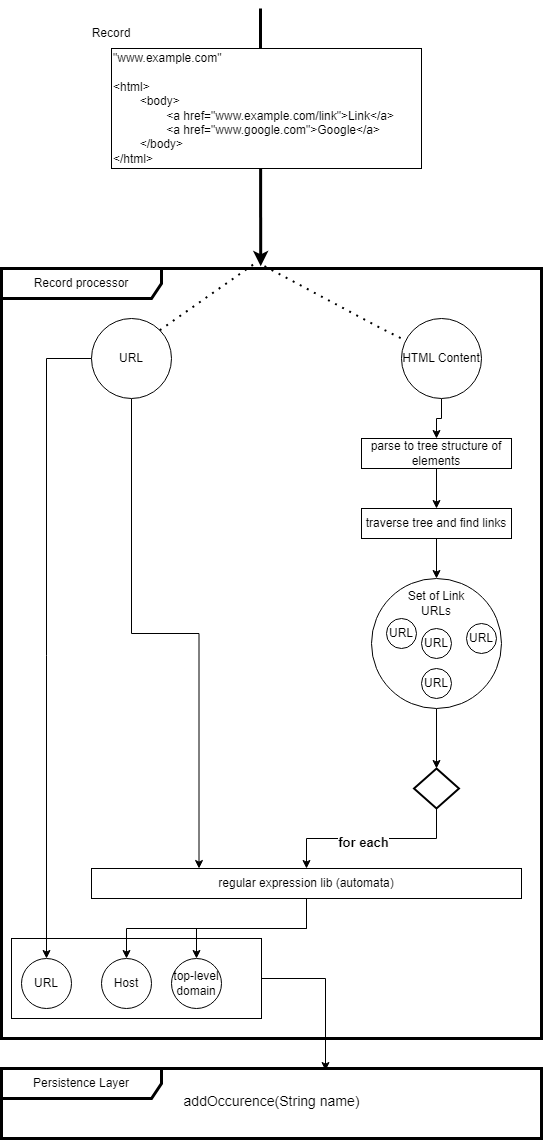 Record
"www.example.com"
<html>
<body>
<a href="www.example.com/link">Link</a>
<a href="www.google.com">Google</a>
</body>
</html>
Record processor
URL
HTML Content
parse to tree structure of
elements
traverse tree and find links
Set of Link
URLs
URL
URL
URL
URL
for each
regular expression lib (automata)
URL
Host
top-level
domain
Persistence Layer
addOccurence(String name)